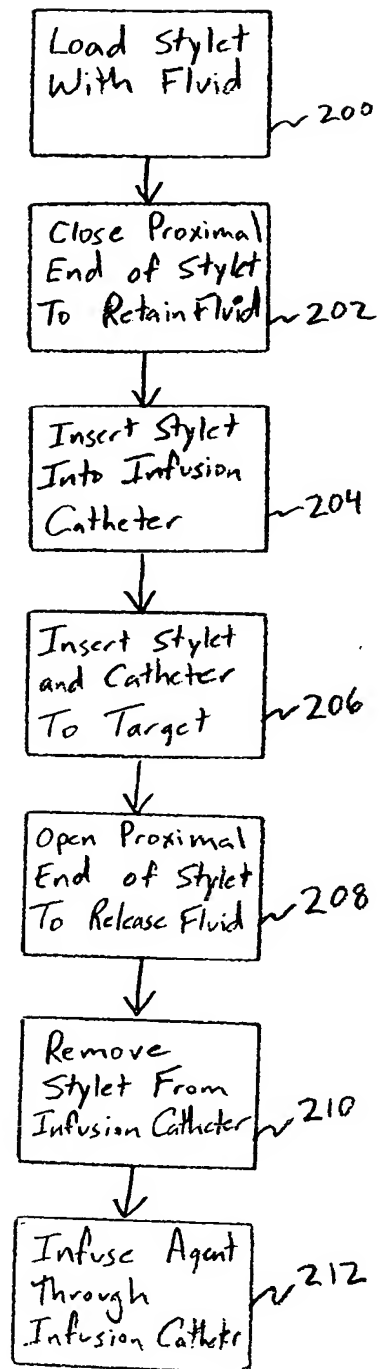 Load Stylet
With Fluid
200
Close Proximal
End of Stylet
To Retain Fluid
202
Insert Stylet
Into Infusion
Catheter
204
Insert Stylet
and Catheter
To Target
206
Open Proximal
End of Stylet
To Release Fluid
208
Remove
Stylet From
Infusion Catheter
210
Infuse Agent
Through
Infusion Catheter
212